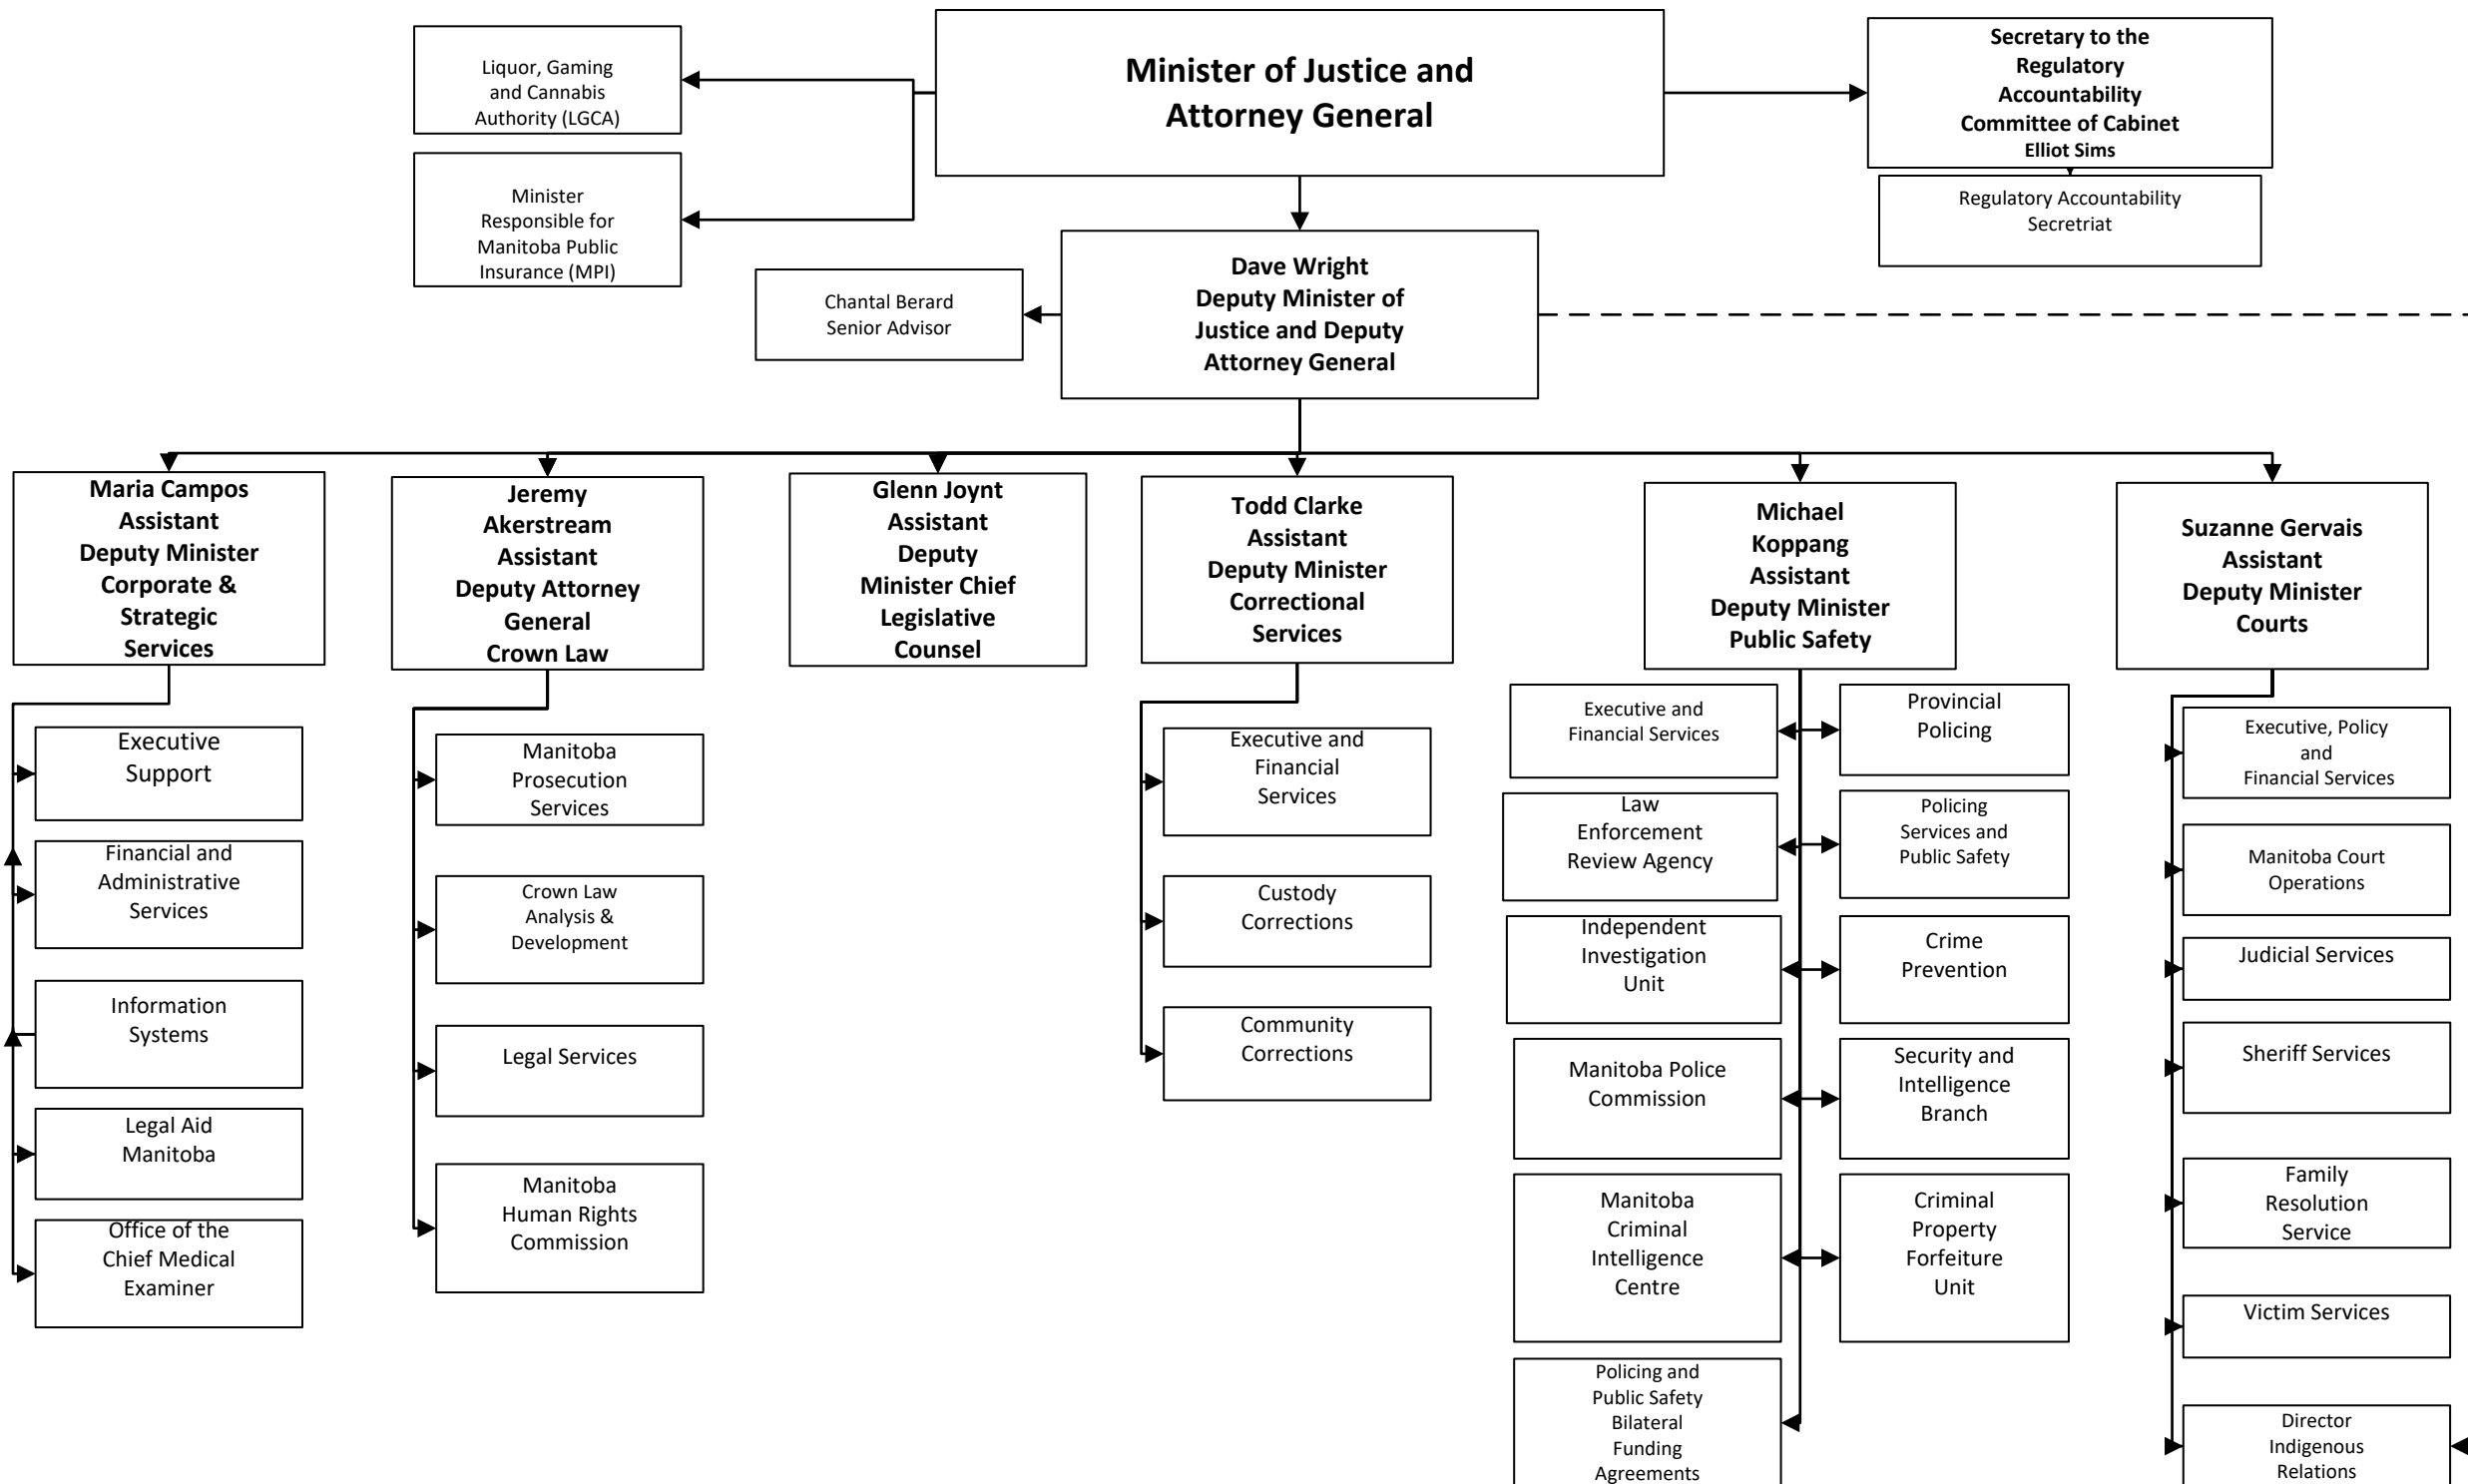 Liquor, Gaming
and Cannabis
Authority (LGCA)
Minister of Justice and
Attorney General
Secretary to the
Regulatory
Accountability
Committee of Cabinet
Elliot Sims
Minister
Responsible for
Manitoba Public
Insurance (MPI)
Regulatory Accountability
Secretriat
Chantal Berard
Senior Advisor
Dave Wright
Deputy Minister of
Justice and Deputy
Attorney General
Maria Campos
Assistant
Deputy Minister
Corporate &
Strategic
Services
Jeremy
Akerstream
Assistant
Deputy Attorney
General
Crown Law
Glenn Joynt
Assistant
Deputy
Minister Chief
Legislative
Counsel
Todd Clarke
Assistant
Deputy Minister
Correctional
Services
Michael
Koppang
Assistant
Deputy Minister
Public Safety
Suzanne Gervais
Assistant
Deputy Minister
Courts
Executive
Support
Financial and
Administrative
Services
Information
Systems
Legal Aid
Manitoba
Office of the
Chief Medical
Examiner
Manitoba
Prosecution
Services
Crown Law
Analysis &
Development
Legal Services
Manitoba
Human Rights
Commission
Executive and
Financial
Services
Custody
Corrections
Community
Corrections
Executive and
Financial Services
Law
Enforcement
Review Agency
Independent
Investigation
Unit
Manitoba Police
Commission
Manitoba
Criminal
Intelligence
Centre
Policing and
Public Safety
Bilateral
Funding
Agreements
Provincial
Policing
Policing
Services and
Public Safety
Crime
Prevention
Security and
Intelligence
Branch
Criminal
Property
Forfeiture
Unit
Executive, Policy
and
Financial Services
Manitoba Court
Operations
Judicial Services
Sheriff Services
Family
Resolution
Service
Victim Services
Director
Indigenous
Relations